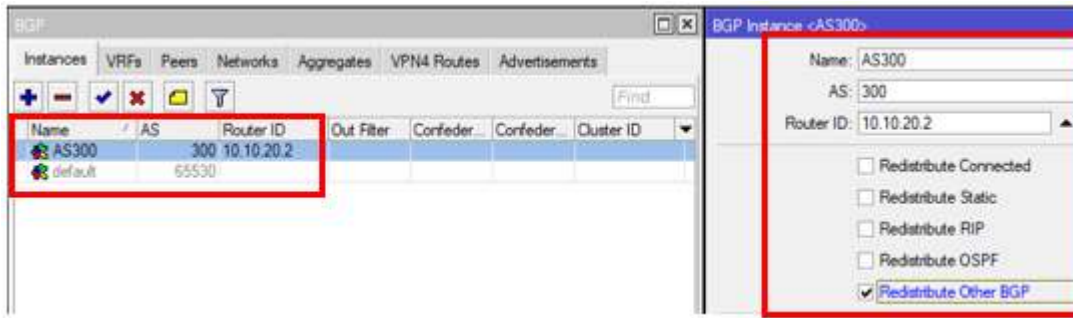 BGP
Instances VRFs Peers Networks Aggregates VPN4 Routes Advertisements
Find
Name AS Router ID Out Filter Confeder... Confeder... Cluster ID
AS300 300 10.10.20.2
default 65530
BGP Instance <AS300>
Name: AS300
AS: 300
Router ID: 10.10.20.2
Redistribute Connected
Redistribute Static
Redistribute RIP
Redistribute OSPF
Redistribute Other BGP